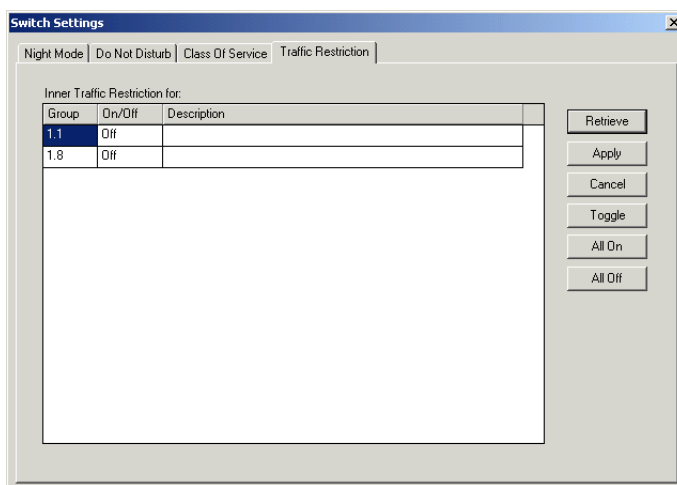 Switch Settings
Night Mode Do Not Disturb Class Of Service Traffic Restriction
Inner Traffic Restriction for:
Group On/Off Description
1.1 Off
1.8 Off
Retrieve
Apply
Cancel
Toggle
All On
All Off